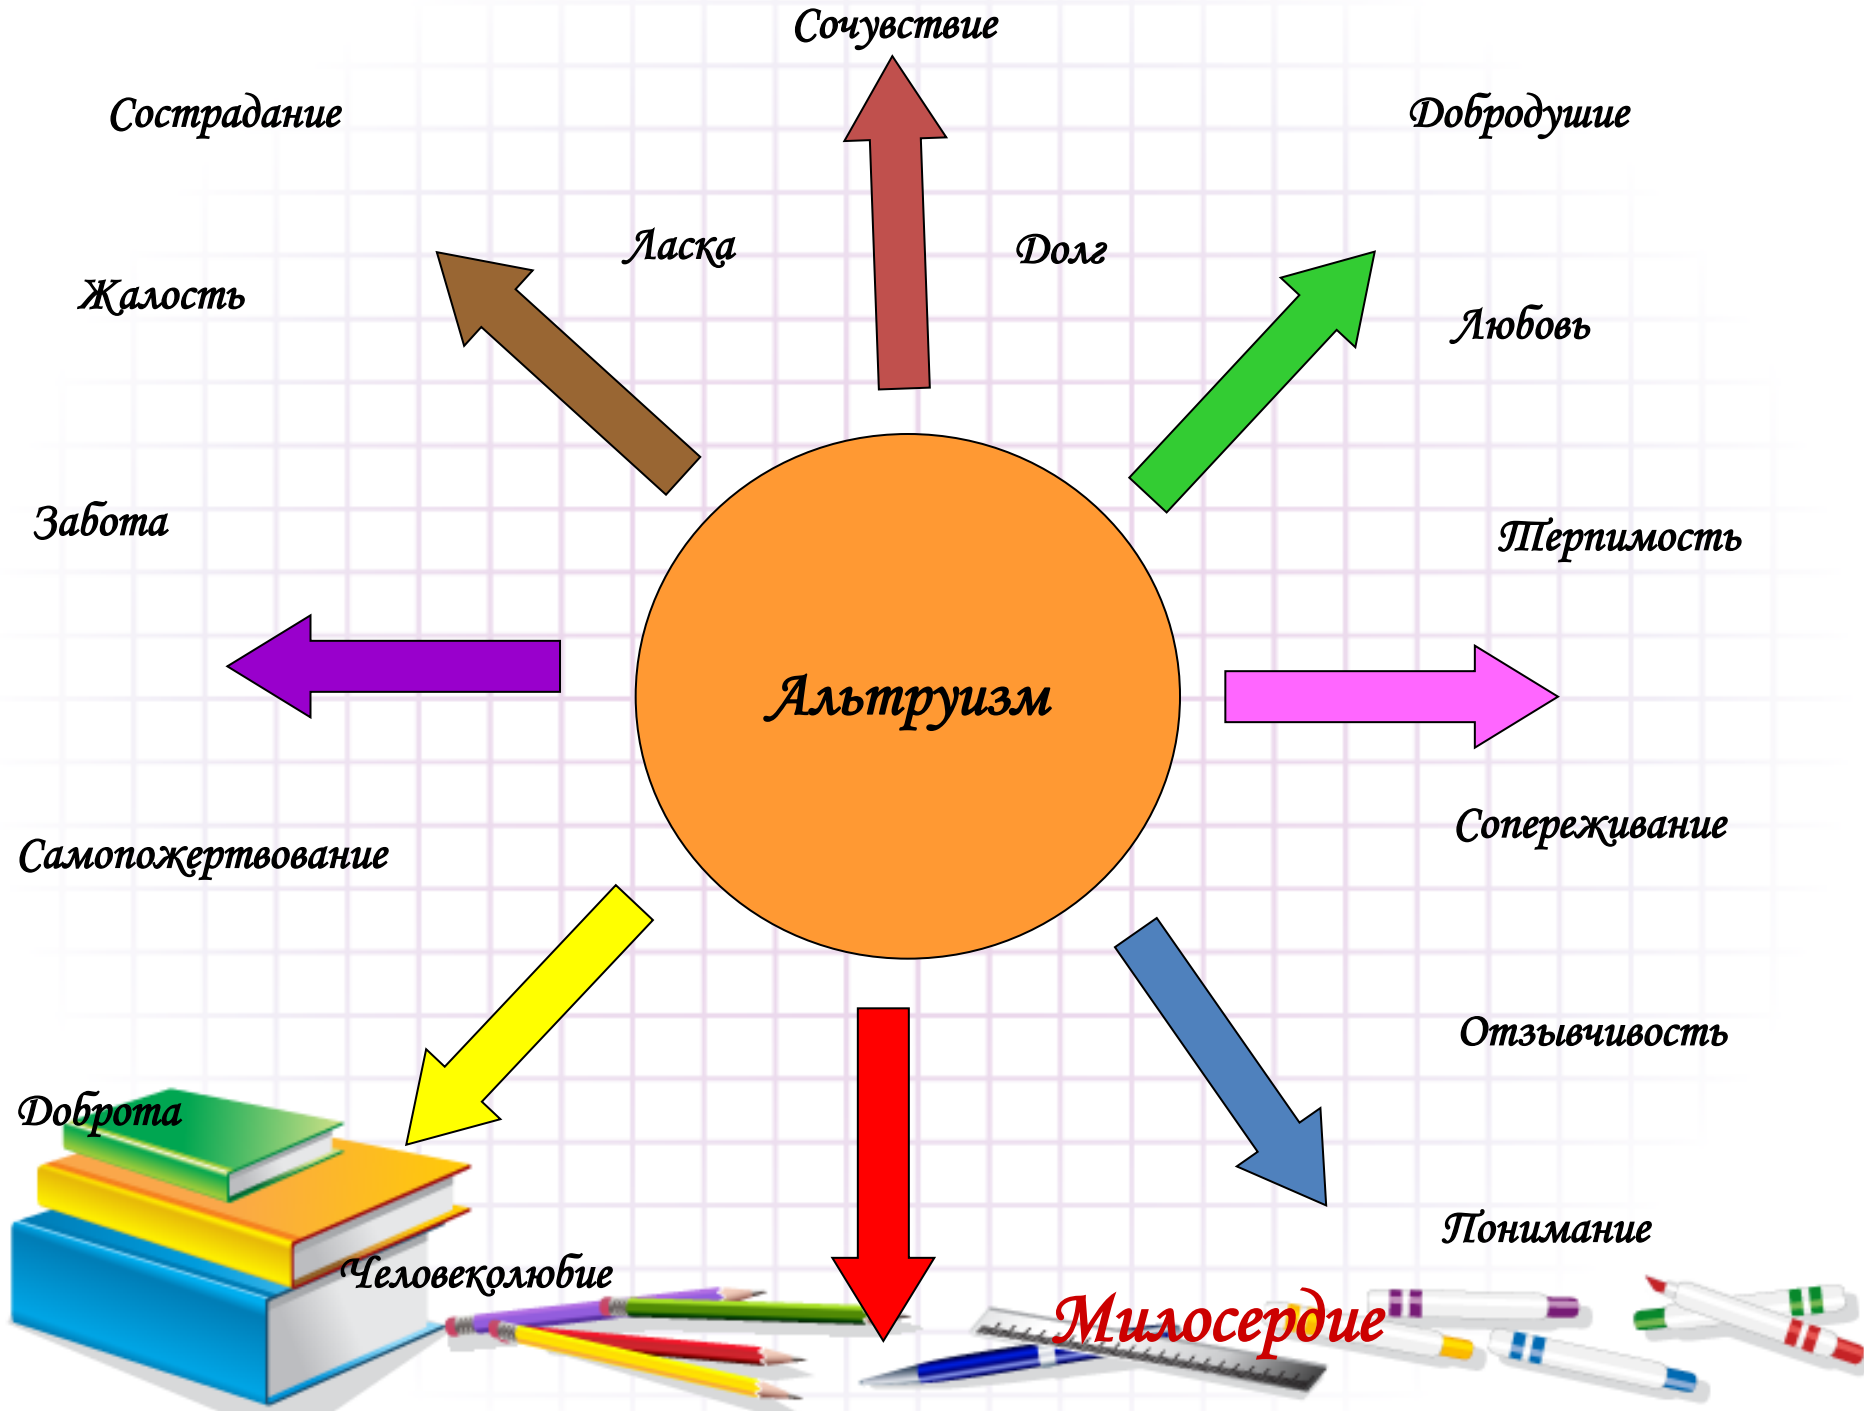 Сочувствие
Сострадание
Добродушие
Ласка
Долг
Жалость
Любовь
Забота
Терпимость
Альтруизм
Сопереживание
Самопожертвование
Отзывчивость
Доброта
Понимание
Человеколюбие
Милосердие